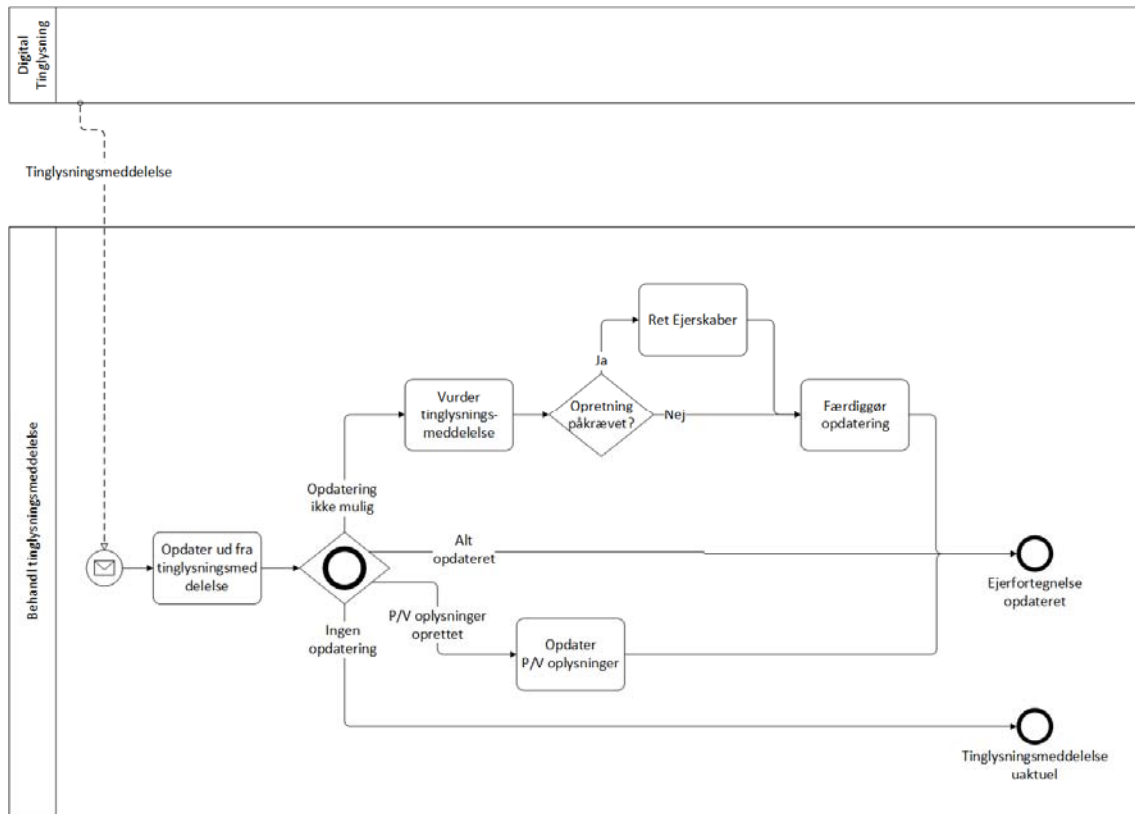 Digital
Tinglysning
Tinglysningsmeddelelse
Behandl tinglysningsmeddelelse
Ret Ejerskaber
Ja
Vurder
tinglysnings-
meddelelse
Opretning
påkrævet?
Nej
Færdiggør
opdatering
Opdatering
ikke mulig
Opdater ud fra
tinglysningsmed
delelse
Alt
opdateret
Ejerfortegnelse
opdateret
P/V oplysninger
oprettet
Ingen
opdatering
Opdater
P/V oplysninger
Tinglysningsmeddelelse
uaktuel